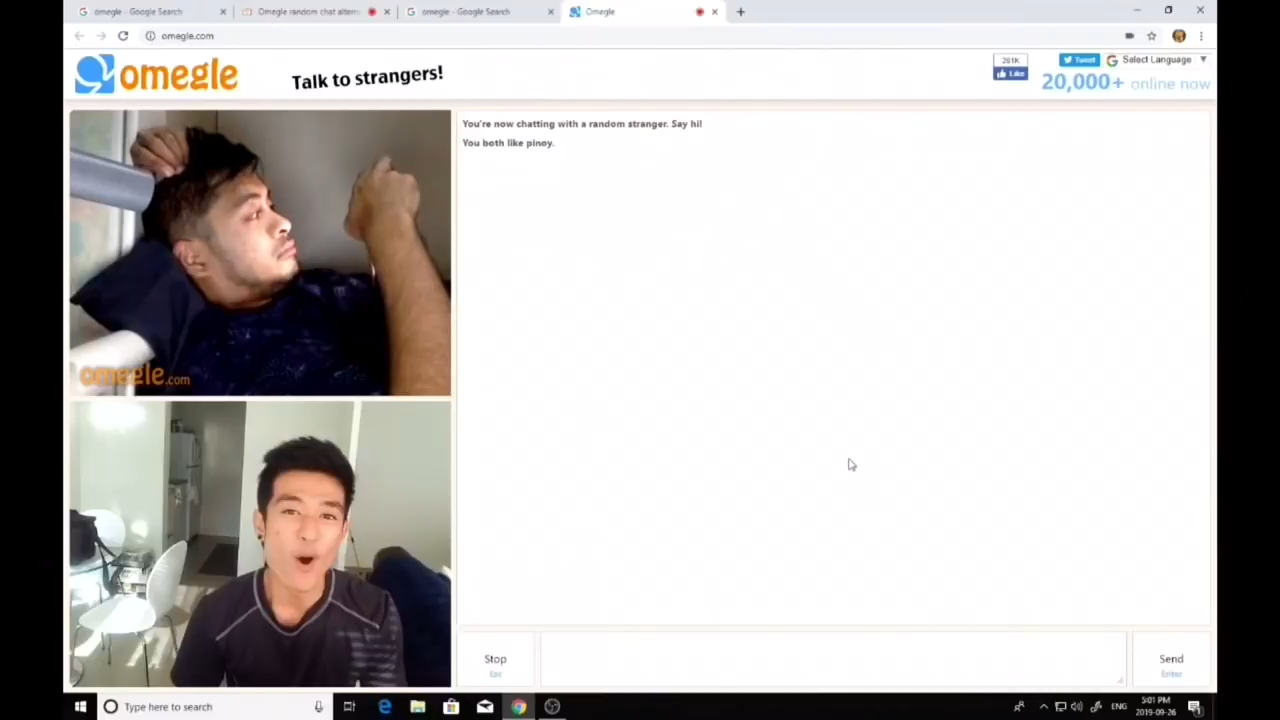 omegle - Google Search
Omegle random chat altern
omegle - Google Search
Omegle
omegle.com
omegle
Talk to strangers!
261K
Like
Tweet
Select Language
20,000+ online now
You're now chatting with a random stranger. Say hi!
You both like pinoy.
omegle.com
Stop
Esc
Send
Enter
Type here to search
ENG
5:01 PM
2019-09-26